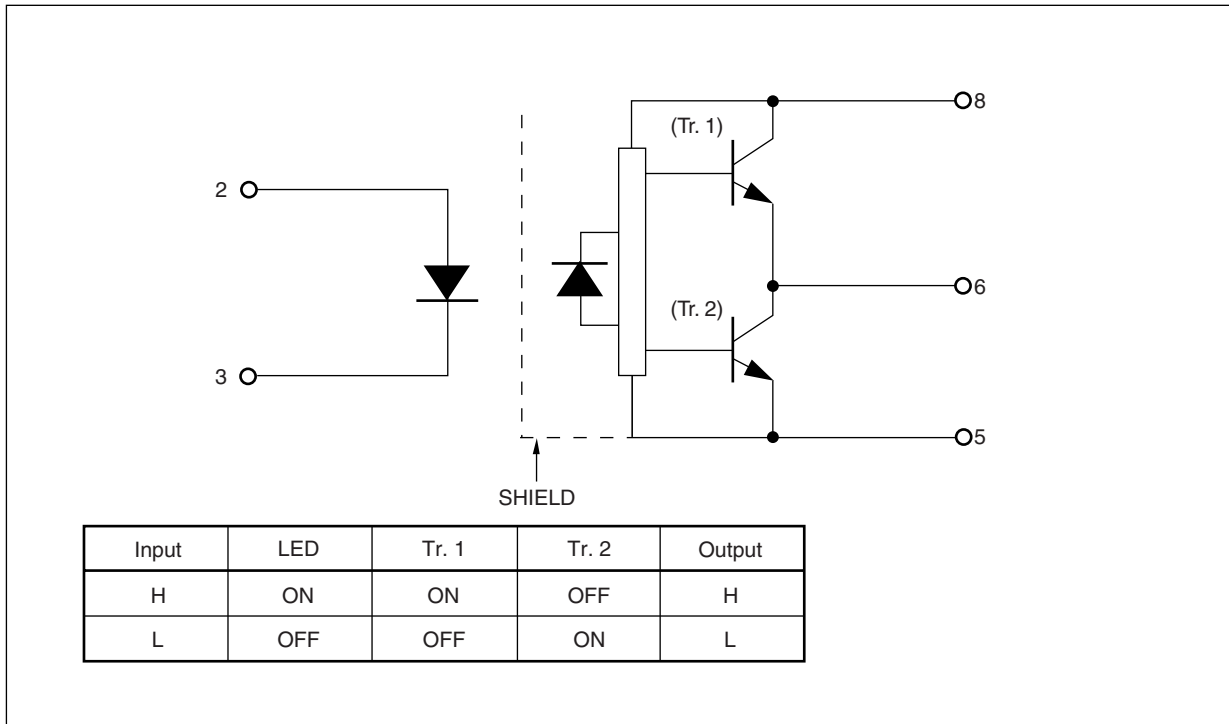 8
(Tr. 1)
2
6
(Tr. 2)
3
5
SHIELD
Input LED Tr. 1 Tr. 2 Output
H ON ON OFF H
L OFF OFF ON L